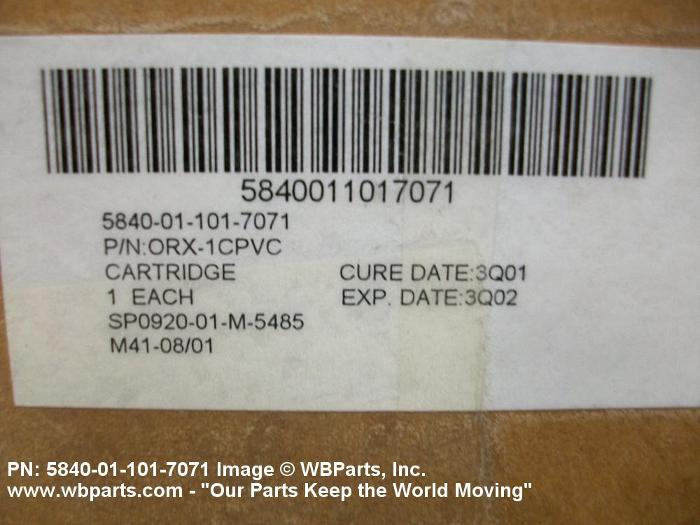 5840011017071
5840-01-101-7071
P/N:ORX-1CPVC
CARTRIDGE CURE DATE:3Q01
1 EACH EXP. DATE:3Q02
SP0920-01-M-5485
M41-08/01
PN: 5840-01-101-7071 Image © WBParts, Inc.
www.wbparts.com - "Our Parts Keep the World Moving"